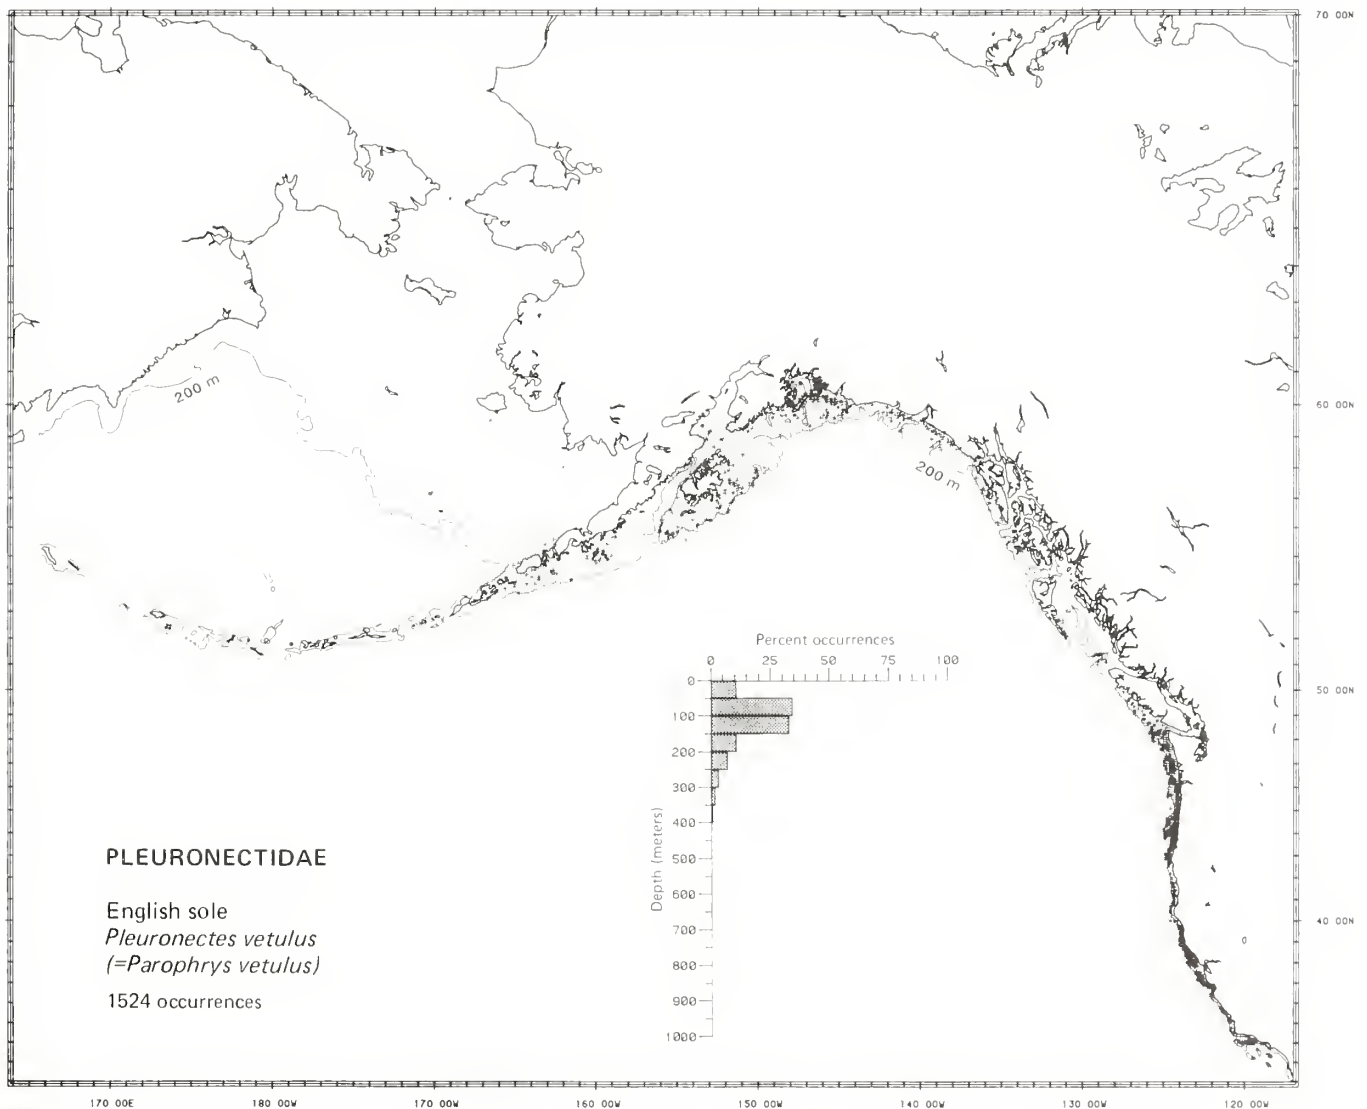 70 00N
200 m
60 00N
200 m
Percent occurrences
0 25 50 75 100
50 00N
0
100
200
300
400
500
600
700
800
900
1000
Depth (meters)
40 00N
PLEURONECTIDAE
English sole
Pleuronectes vetulus
(=Parophrys vetulus)
1524 occurrences
170 00E 180 00W 170 00W 160 00W 150 00W 140 00W 130 00W 120 00W